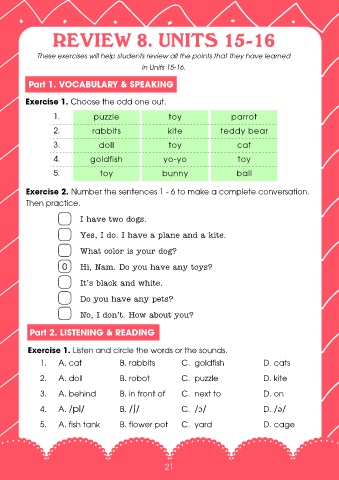 REVIEW 8. UNITS 15-16
These exercises will help students review all the points that they have learned
in Units 15-16.
Part 1. VOCABULARY & SPEAKING
Exercise 1. Choose the odd one out.
1. puzzle toy parrot
2. rabbits kite teddy bear
3. doll toy cat
4. goldfish yo-yo toy
5. toy bunny ball
Exercise 2. Number the sentences 1 - 6 to make a complete conversation.
Then practice.
I have two dogs.
Yes, I do. I have a plane and a kite.
What color is your dog?
0 Hi, Nam. Do you have any toys?
It's black and white.
Do you have any pets?
No, I don't. How about you?
Part 2. LISTENING & READING
Exercise 1. Listen and circle the words or the sounds.
1. A. cat B. rabbits C. goldfish D. cats
2. A. doll B. robot C. puzzle D. kite
3. A. behind B. in front of C. next to D. on
4. A. /pl/ B. /ʃ/ C. /ɔ/ D. /ə/
5. A. fish tank B. flower pot C. yard D. cage
21